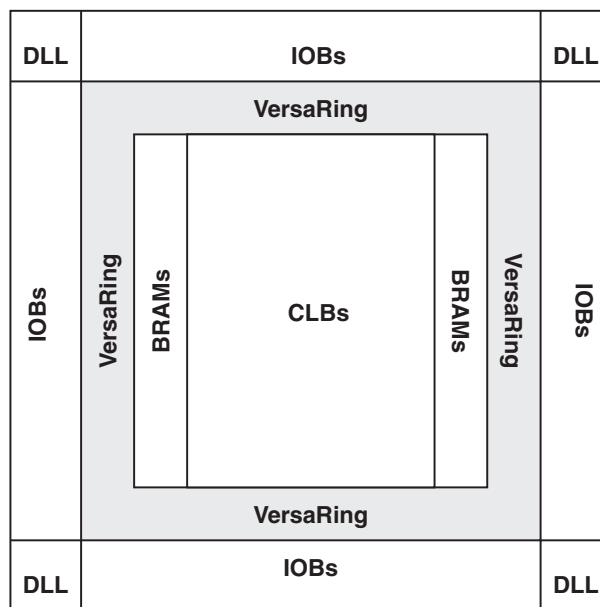 DLL
IOBs
DLL
VersaRing
IOBs
VersaRing
BRAMs
CLBs
BRAMs
VersaRing
IOBs
VersaRing
DLL
IOBs
DLL